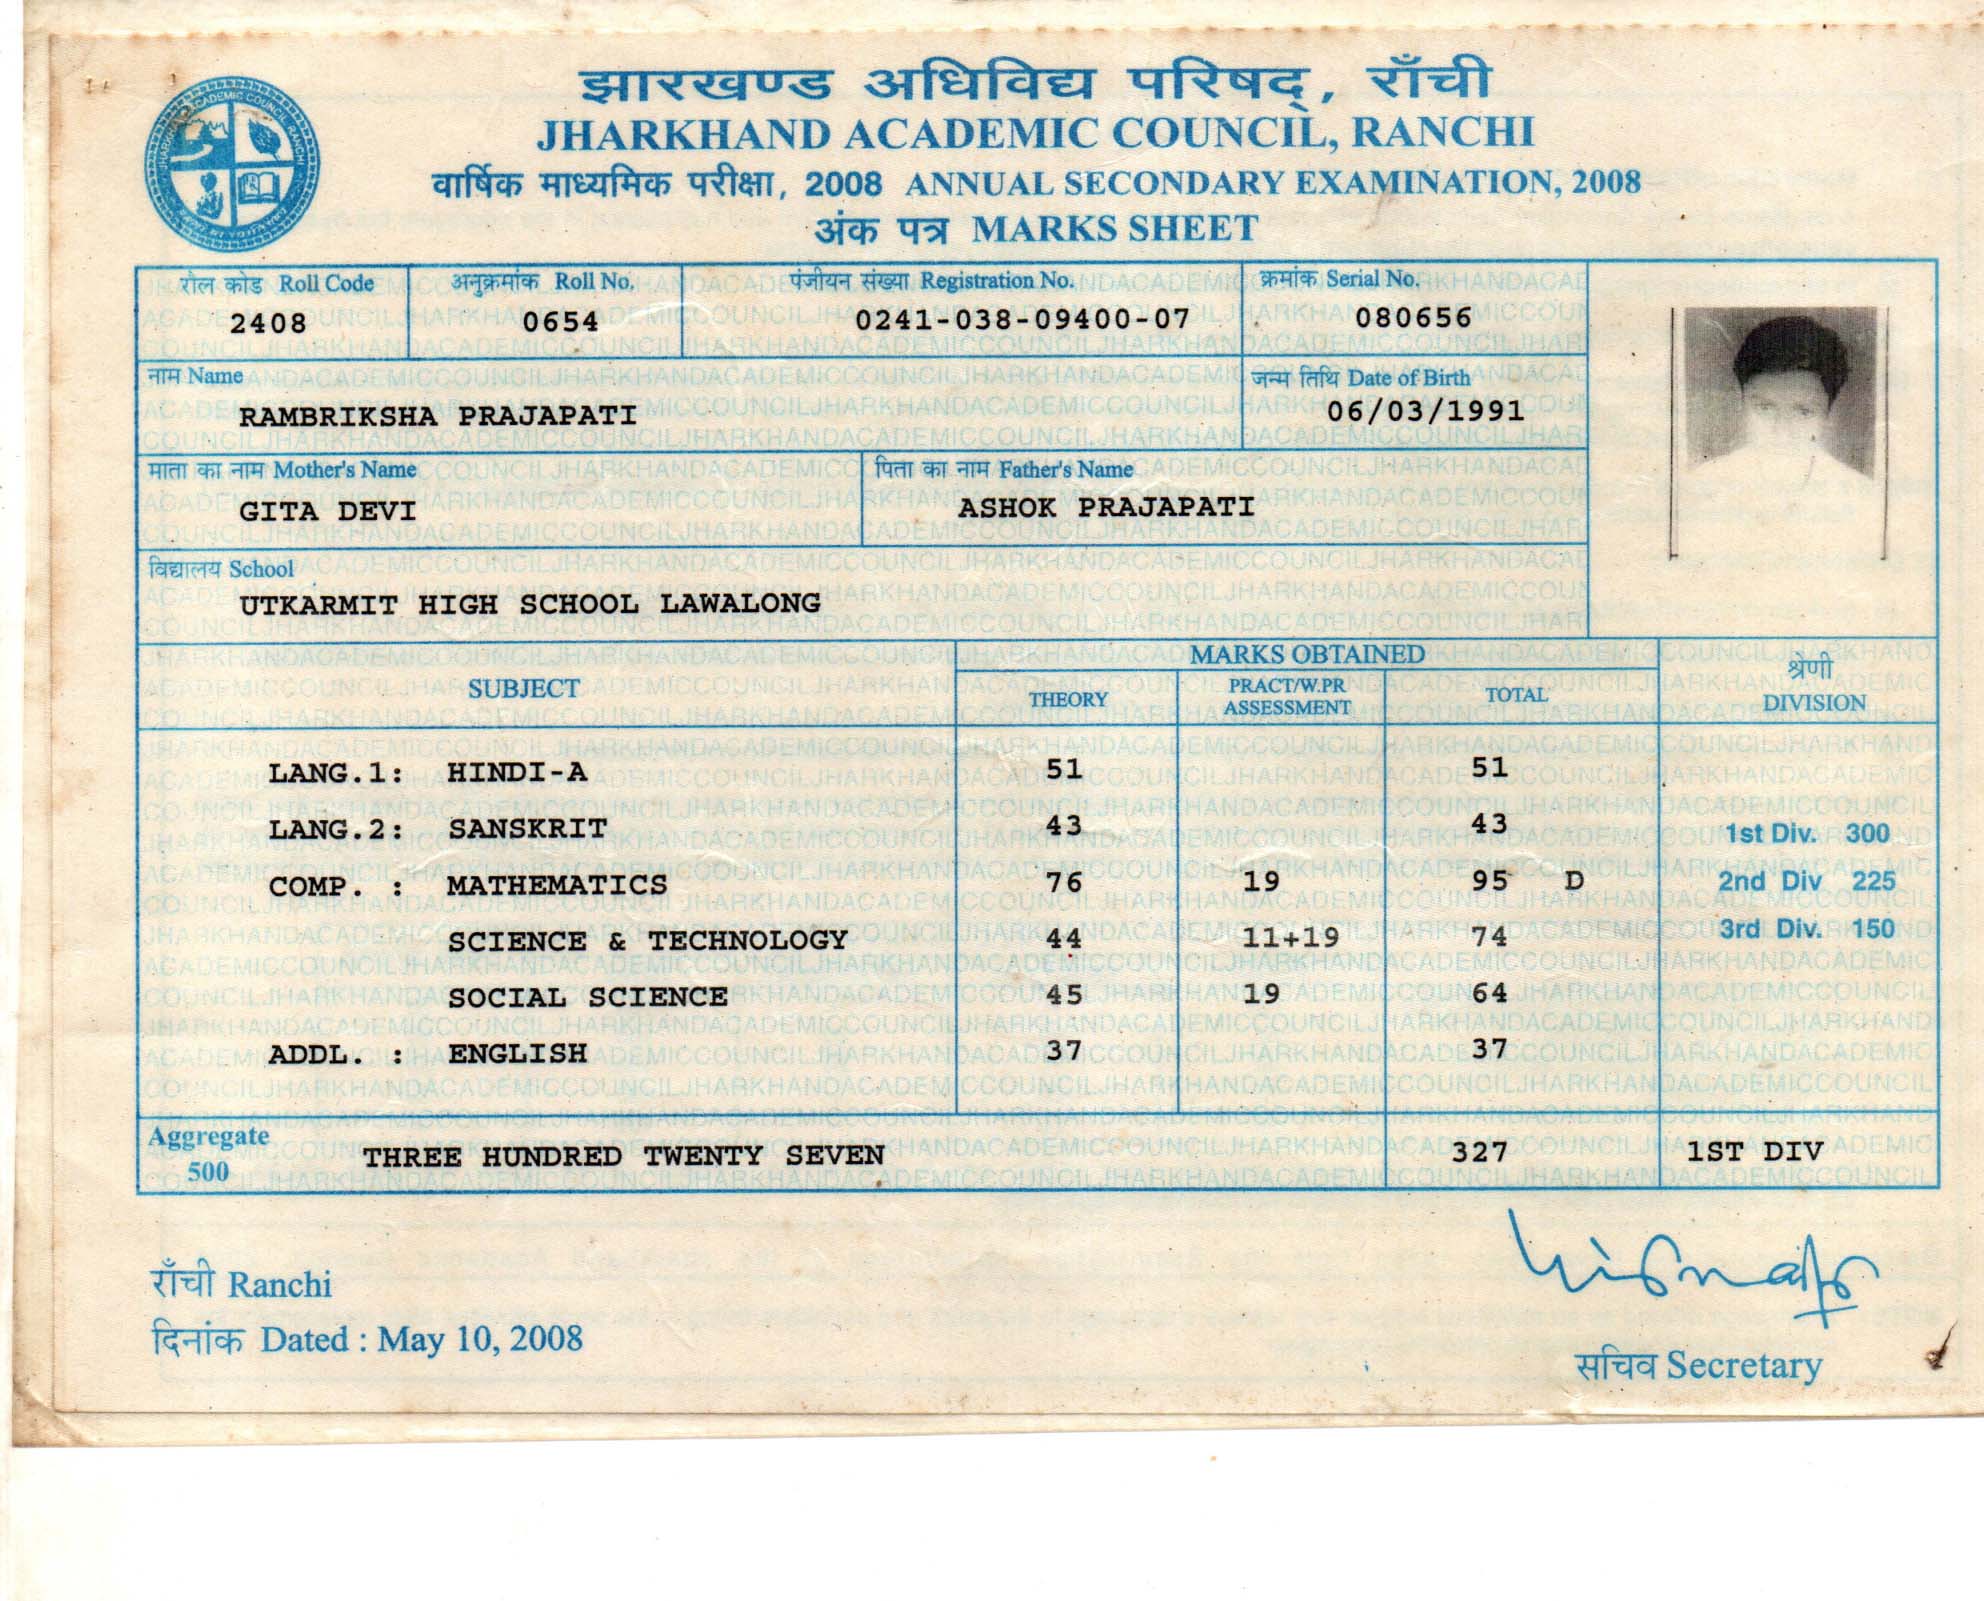 झारखण्ड अधिविद्य परिषद्, राँची
JHARKHAND ACADEMIC COUNCIL, RANCHI
वार्षिक माध्यमिक परीक्षा, 2008 ANNUAL SECONDARY EXAMINATION, 2008
अंक पत्र MARKS SHEET
रौल कोड Roll Code अनुक्रमांक Roll No. पंजीयन संख्या Registration No. क्रमांक Serial No.
2408 0654 0241-038-09400-07 080656
नाम Name जन्म तिथि Date of Birth
RAMBRIKSHA PRAJAPATI 06/03/1991
माता का नाम Mother's Name पिता का नाम Father's Name
GITA DEVI ASHOK PRAJAPATI
विद्यालय School
UTKARMIT HIGH SCHOOL LAWALONG
SUBJECT MARKS OBTAINED श्रेणी DIVISION
THEORY PRACT/W.PR ASSESSMENT TOTAL
LANG.1: HINDI-A 51 51
LANG.2: SANSKRIT 43 43
1st Div. 300
COMP. : MATHEMATICS 76 19 95 D
2nd Div 225
3rd Div. 150
SCIENCE & TECHNOLOGY 44 11+19 74
SOCIAL SCIENCE 45 19 64
ADDL. : ENGLISH 37 37
Aggregate
500 THREE HUNDRED TWENTY SEVEN 327 1ST DIV
राँची Ranchi
दिनांक Dated : May 10, 2008
सचिव Secretary